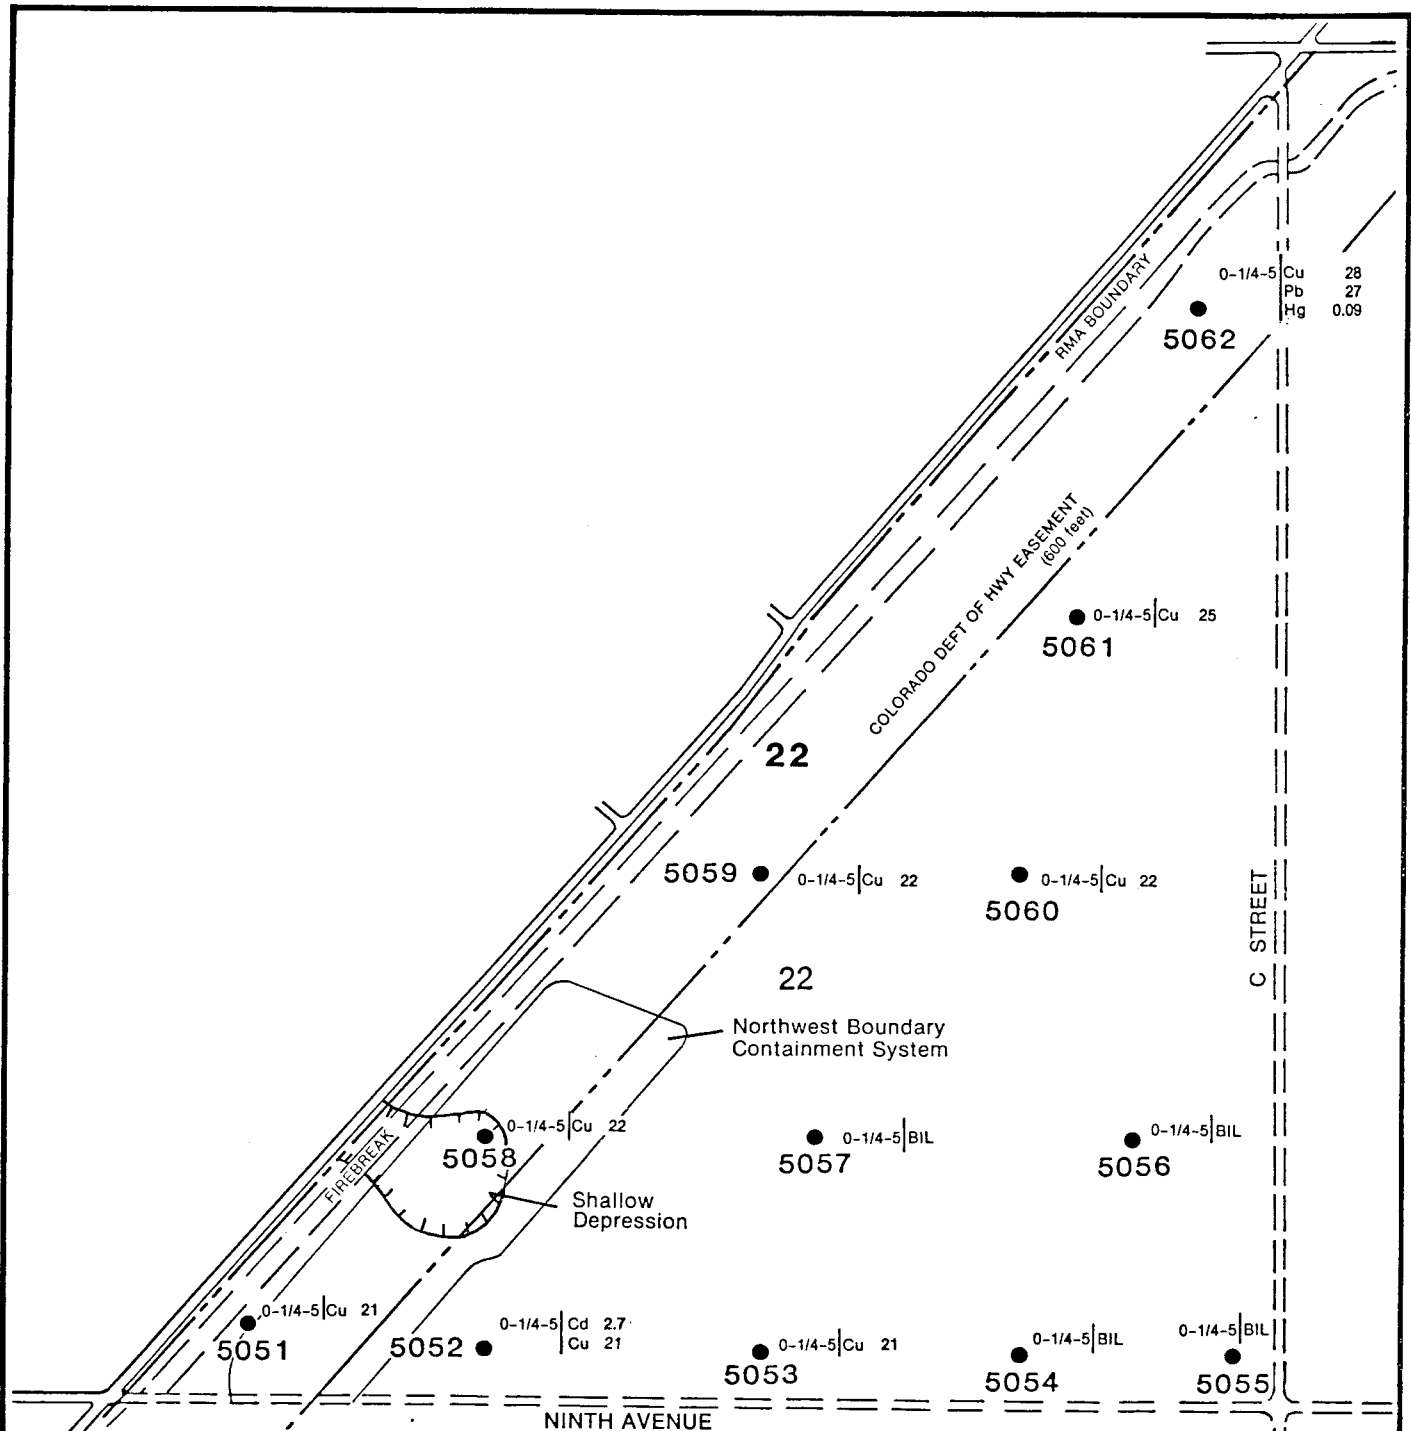 0-1/4-5 Cu 28
Pb 27
Hg 0.09
5062
RMA BOUNDARY
COLORADO DEPT OF HWY EASEMENT
(600 feet)
0-1/4-5 Cu 25
5061
22
5059
0-1/4-5 Cu 22
0-1/4-5 Cu 22
5060
C STREET
22
Northwest Boundary
Containment System
0-1/4-5 Cu 22
5058
FIREBREAK
0-1/4-5 BIL
5057
0-1/4-5 BIL
5056
Shallow
Depression
0-1/4-5 Cu 21
5051
5052
0-1/4-5 Cd 2.7
Cu 21
0-1/4-5 Cu 21
5053
0-1/4-5 BIL
5054
0-1/4-5 BIL
5055
NINTH AVENUE